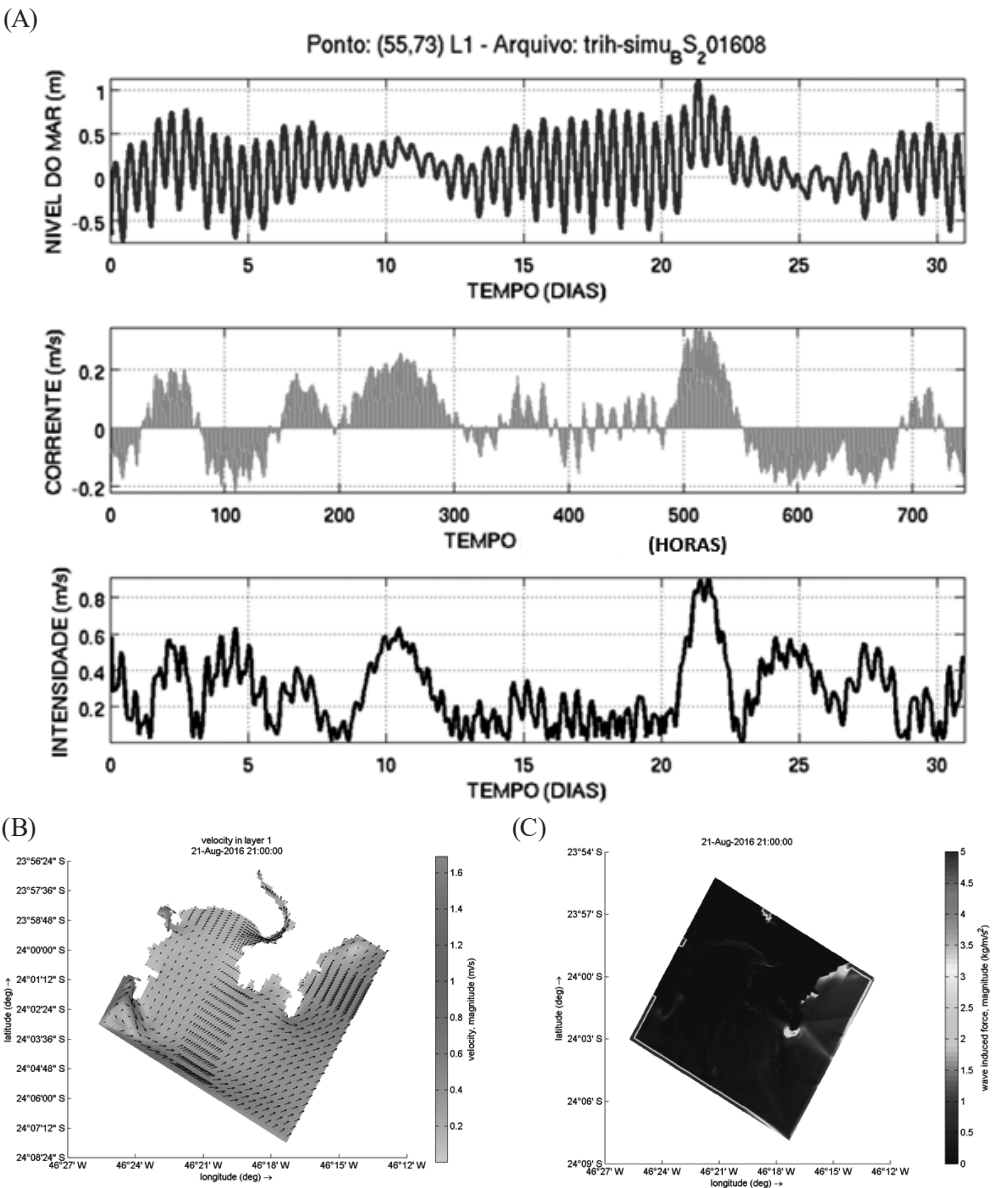 (A)
Ponto: (55,73) L1 - Arquivo: trih-simu_BS_201608
NIVEL DO MAR (m)
1
0.5
0
-0.5
0 5 10 15 20 25 30
TEMPO (DIAS)
CORRENTE (m/s)
0.2
0
-0.2
0 100 200 300 400 500 600 700
TEMPO (HORAS)
INTENSIDADE (m/s)
0.8
0.6
0.4
0.2
0 5 10 15 20 25 30
TEMPO (DIAS)
(B)
velocity in layer 1
21-Aug-2016 21:00:00
latitude (deg) →
23°56'24" S
23°57'36" S
23°58'48" S
24°00'00" S
24°01'12" S
24°02'24" S
24°03'36" S
24°04'48" S
24°06'00" S
24°07'12" S
24°08'24" S
46°27' W 46°24' W 46°21' W 46°18' W 46°15' W 46°12' W
longitude (deg) →
1.6
1.4
1.2
1
0.8
0.6
0.4
0.2
velocity, magnitude (m/s)
(C)
21-Aug-2016 21:00:00
latitude (deg) →
23°54' S
23°57' S
24°00' S
24°03' S
24°06' S
24°09' S
46°27' W 46°24' W 46°21' W 46°18' W 46°15' W 46°12' W
longitude (deg) →
5
4.5
4
3.5
3
2.5
2
1.5
1
0.5
0
wave induced force, magnitude (kg/m/s²)